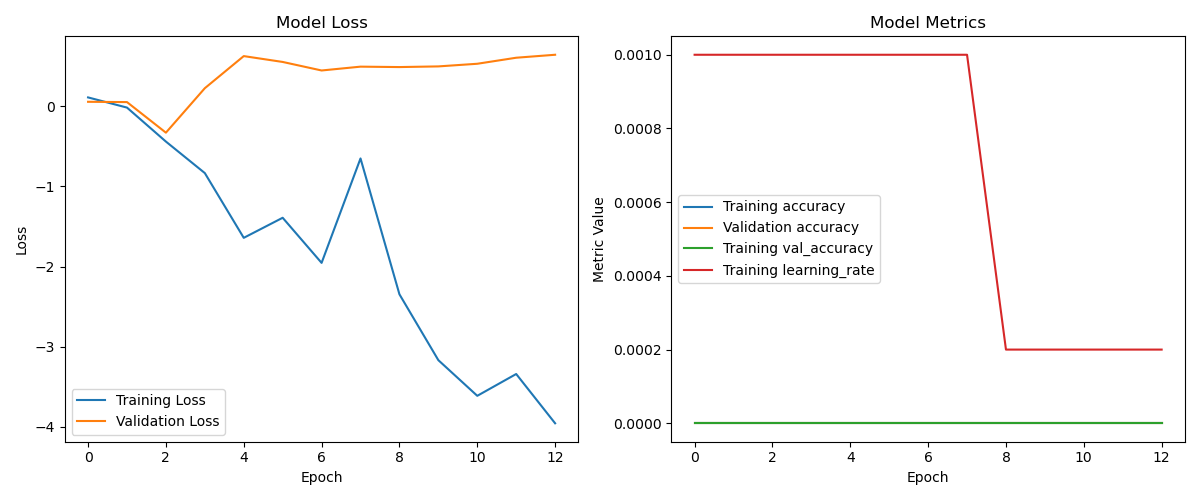 Model Loss
Loss
0
−1
−2
−3
−4
Training Loss
Validation Loss
0 2 4 6 8 10 12
Epoch
Model Metrics
Metric Value
0.0010
0.0008
0.0006
0.0004
0.0002
0.0000
Training accuracy
Validation accuracy
Training val_accuracy
Training learning_rate
0 2 4 6 8 10 12
Epoch